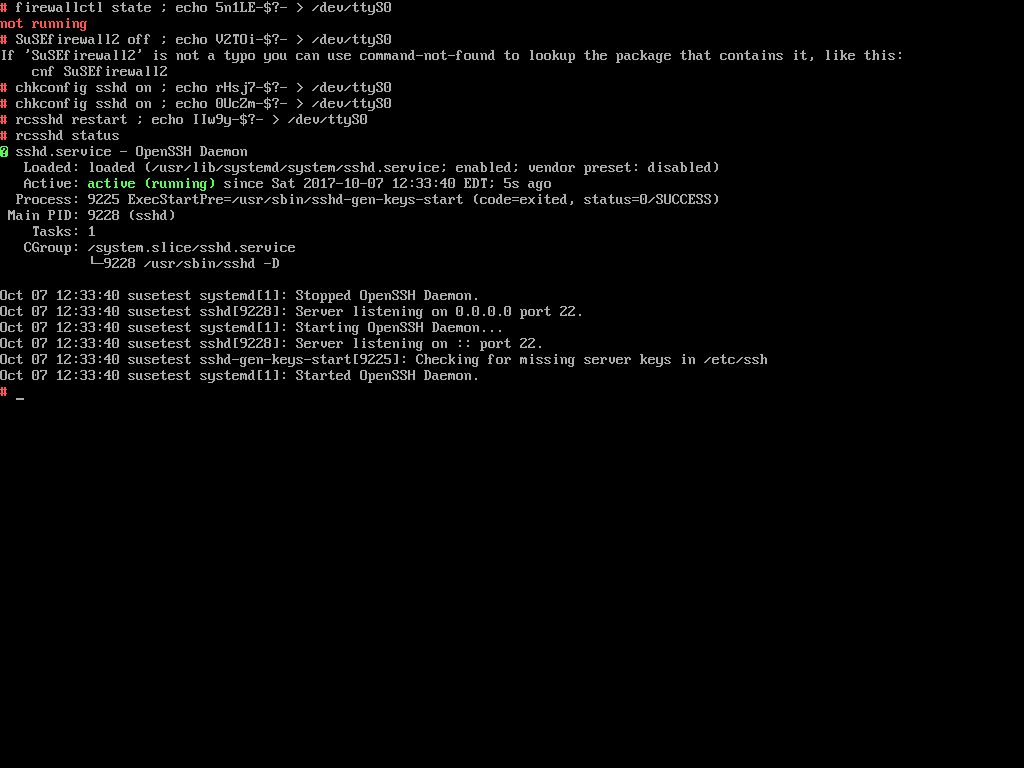 # firewallctl state ; echo 5n1LE-$?- > /dev/ttyS0
not running
# SuSEfirewall2 off ; echo V2TOi-$?- > /dev/ttyS0
If 'SuSEfirewall2' is not a typo you can use command-not-found to lookup the package that contains it, like this:
    cnf SuSEfirewall2
# chkconfig sshd on ; echo rHsj7-$?- > /dev/ttyS0
# chkconfig sshd on ; echo 0UcZm-$?- > /dev/ttyS0
# rcsshd restart ; echo IIw9y-$?- > /dev/ttyS0
# rcsshd status
? sshd.service - OpenSSH Daemon
   Loaded: loaded (/usr/lib/systemd/system/sshd.service; enabled; vendor preset: disabled)
   Active: active (running) since Sat 2017-10-07 12:33:40 EDT; 5s ago
  Process: 9225 ExecStartPre=/usr/sbin/sshd-gen-keys-start (code=exited, status=0/SUCCESS)
 Main PID: 9228 (sshd)
    Tasks: 1
   CGroup: /system.slice/sshd.service
           └─9228 /usr/sbin/sshd -D

Oct 07 12:33:40 susetest systemd[1]: Stopped OpenSSH Daemon.
Oct 07 12:33:40 susetest sshd[9228]: Server listening on 0.0.0.0 port 22.
Oct 07 12:33:40 susetest systemd[1]: Starting OpenSSH Daemon...
Oct 07 12:33:40 susetest sshd[9228]: Server listening on :: port 22.
Oct 07 12:33:40 susetest sshd-gen-keys-start[9225]: Checking for missing server keys in /etc/ssh
Oct 07 12:33:40 susetest systemd[1]: Started OpenSSH Daemon.
# _